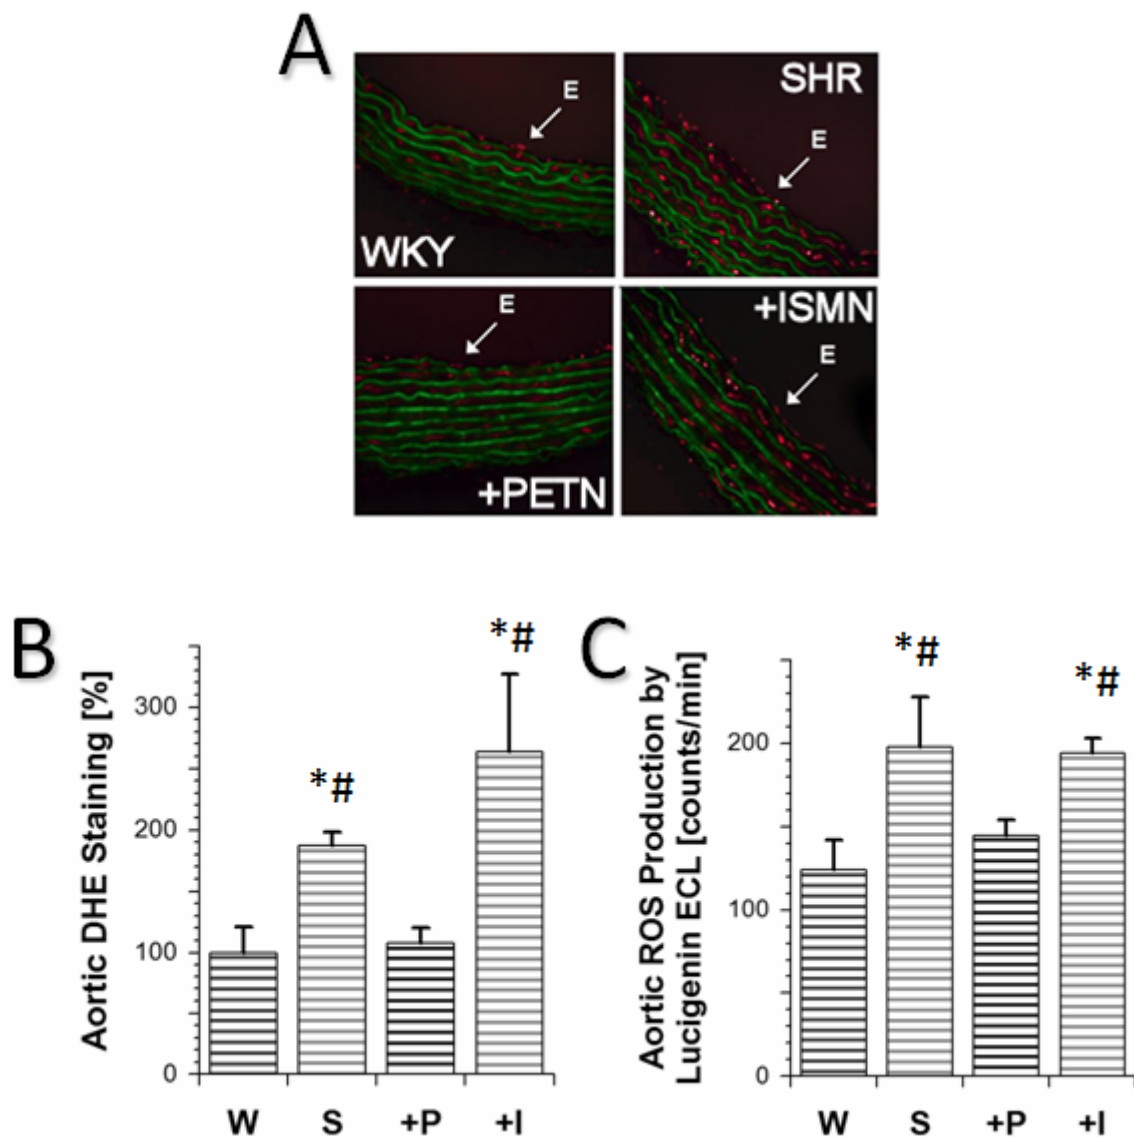 A
E
WKY
SHR
E
E
+PETN
+ISMN
E
B
Aortic DHE Staining [%]
300
200
100
0
*#
*#
W
S
+P
+I
C
Aortic ROS Production by
Lucigenin ECL [counts/min]
200
100
0
*#
*#
W
S
+P
+I